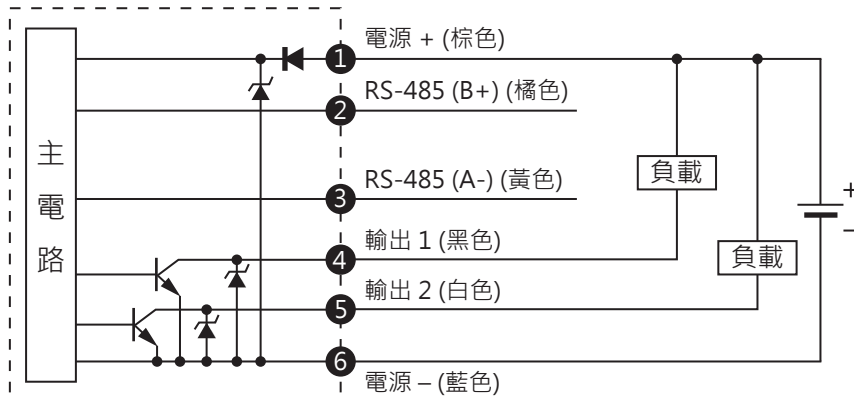 主電路
1
電源 + (棕色)
2
RS-485 (B+) (橘色)
3
RS-485 (A-) (黃色)
4
輸出 1 (黑色)
5
輸出 2 (白色)
6
電源 – (藍色)
負載
負載
+
–